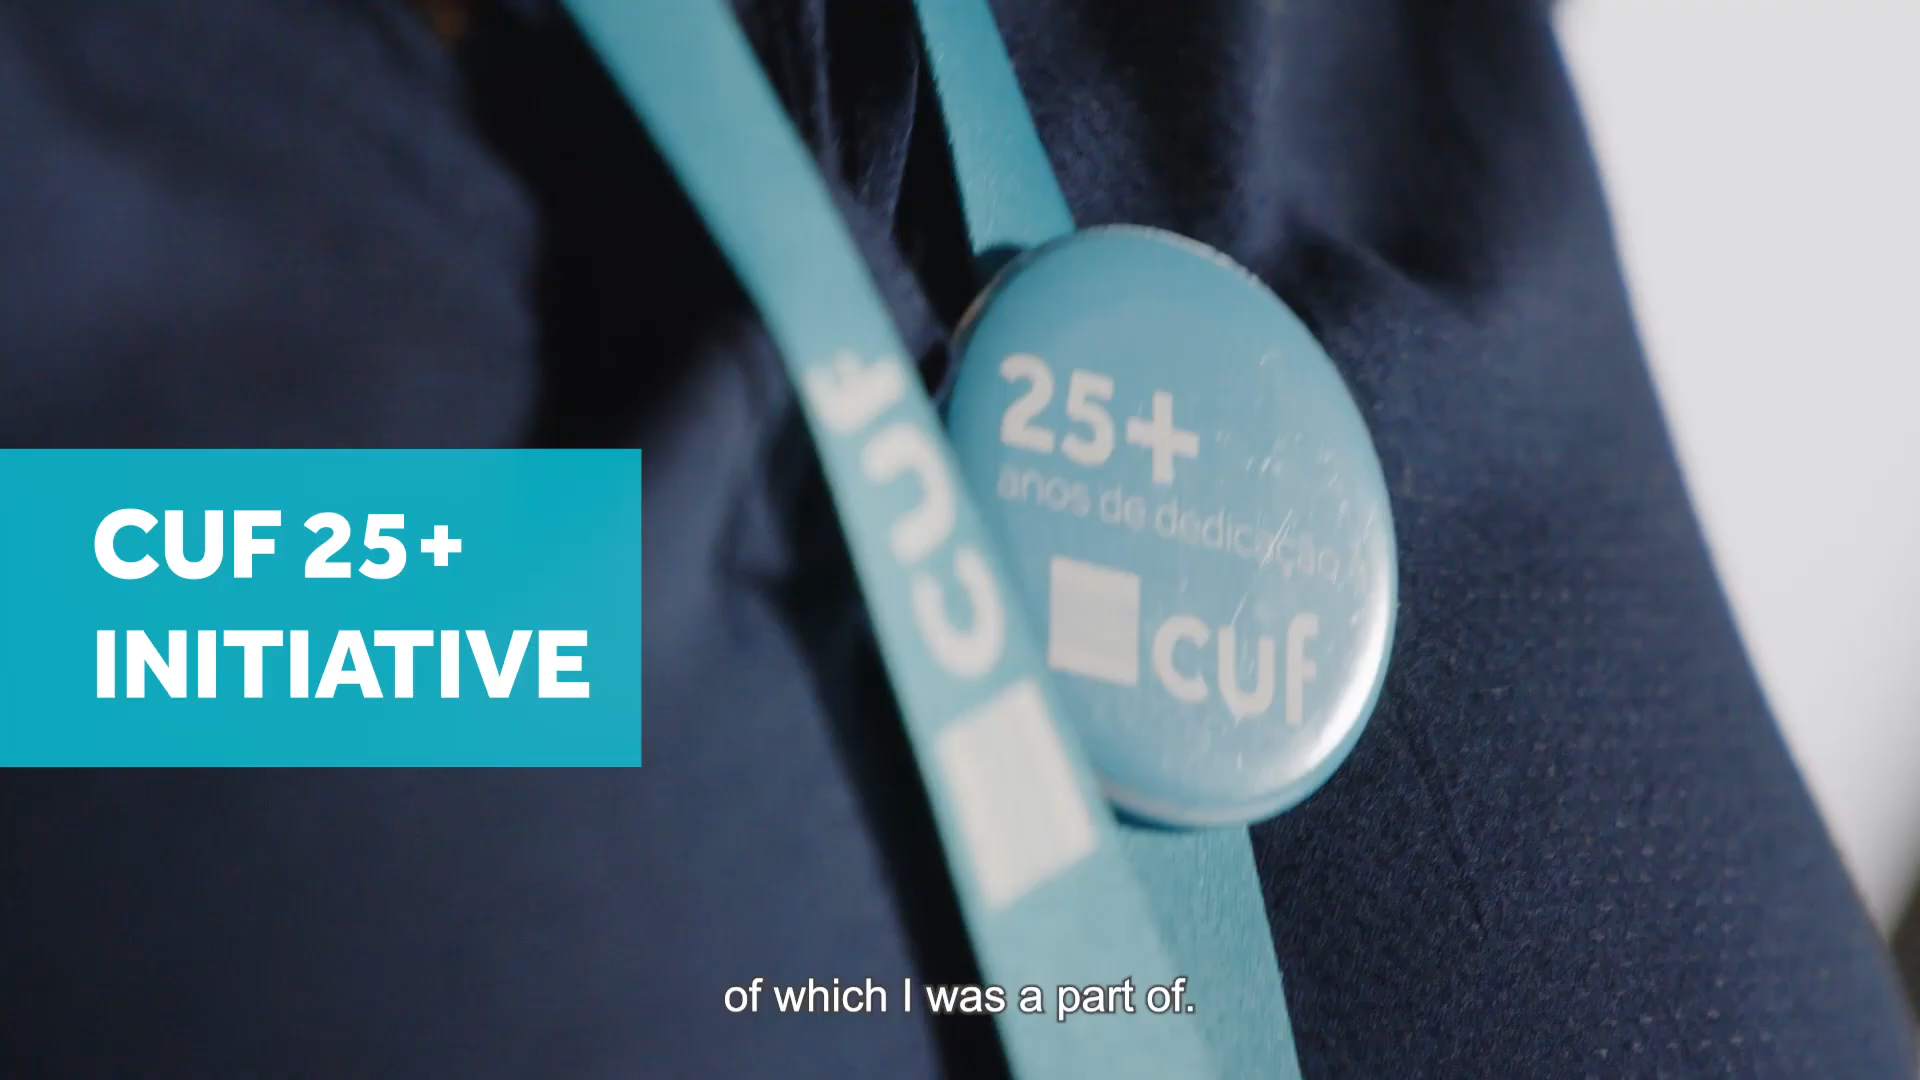 CUF 25+
INITIATIVE
25+
anos de dedicação
cuf
CUF
of which I was a part of.